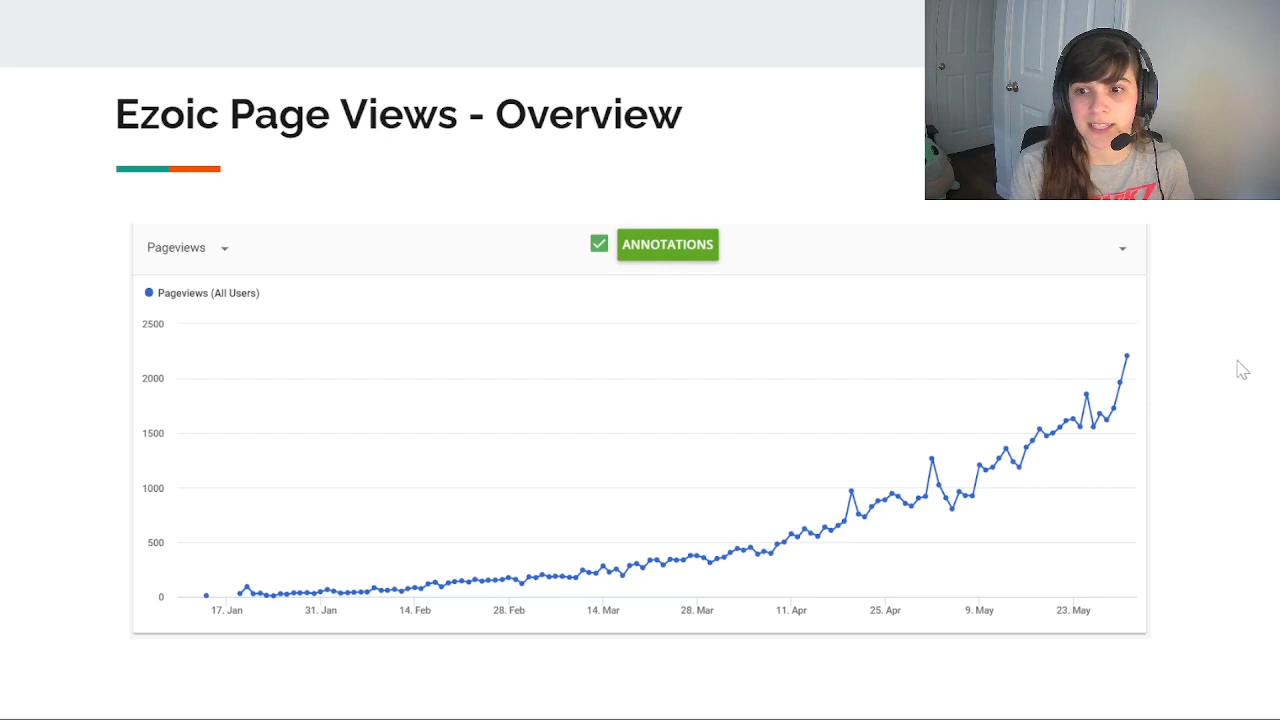 Ezoic Page Views - Overview
Pageviews
ANNOTATIONS
Pageviews (All Users)
2500
2000
1500
1000
500
0
17. Jan 31. Jan 14. Feb 28. Feb 14. Mar 28. Mar 11. Apr 25. Apr 9. May 23. May